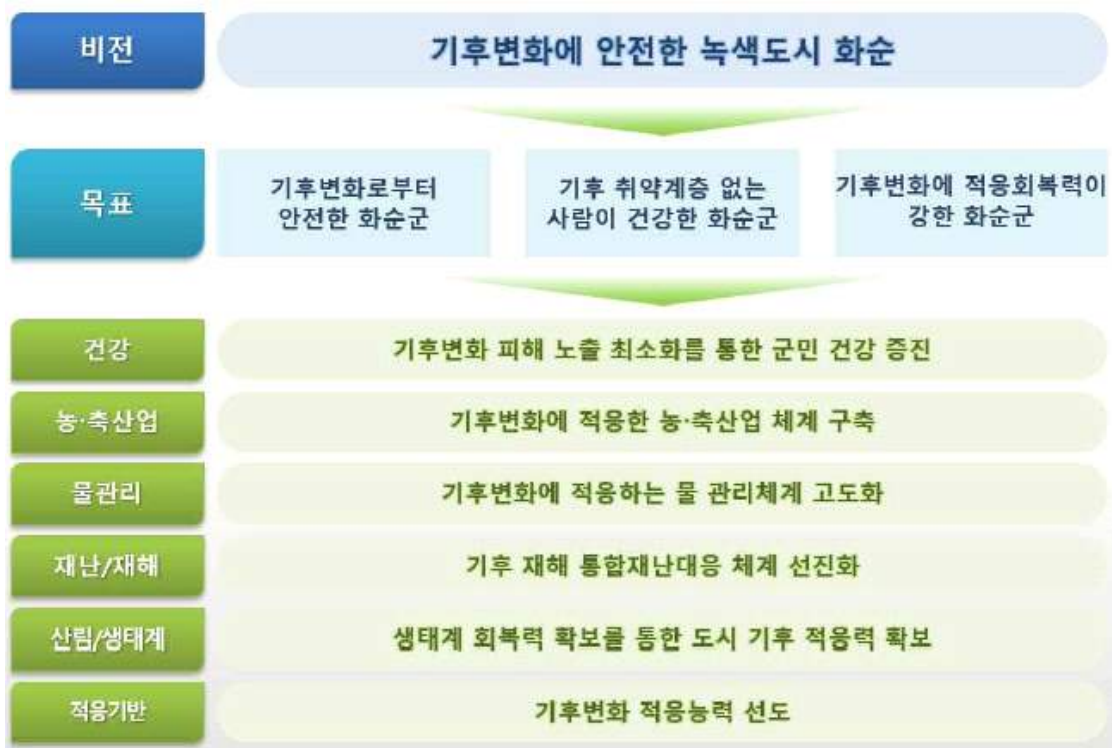 비전
기후변화에 안전한 녹색도시 화순
목표
기후변화로부터
안전한 화순군
기후 취약계층 없는
사람이 건강한 화순군
기후변화에 적응회복력이
강한 화순군
건강
기후변화 피해 노출 최소화를 통한 군민 건강 증진
농·축산업
기후변화에 적응한 농·축산업 체계 구축
물관리
기후변화에 적응하는 물 관리체계 고도화
재난/재해
기후 재해 통합재난대응 체계 선진화
산림/생태계
생태계 회복력 확보를 통한 도시 기후 적응력 확보
적응기반
기후변화 적응능력 선도